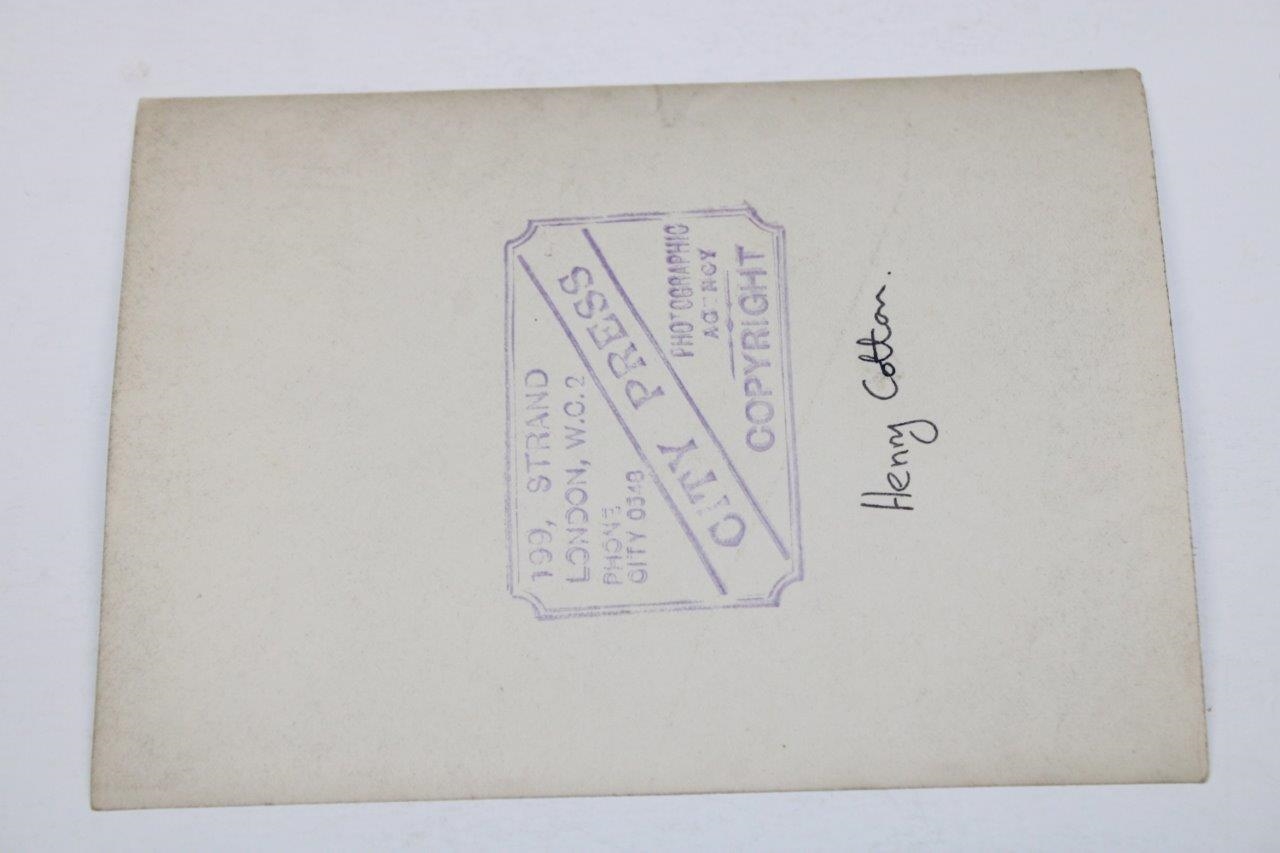 199, STRAND
LONDON, W.C.2
PHONE
CITY 0348
CITY PRESS
PHOTOGRAPHIC
AGENCY
COPYRIGHT
Henry Cotton.